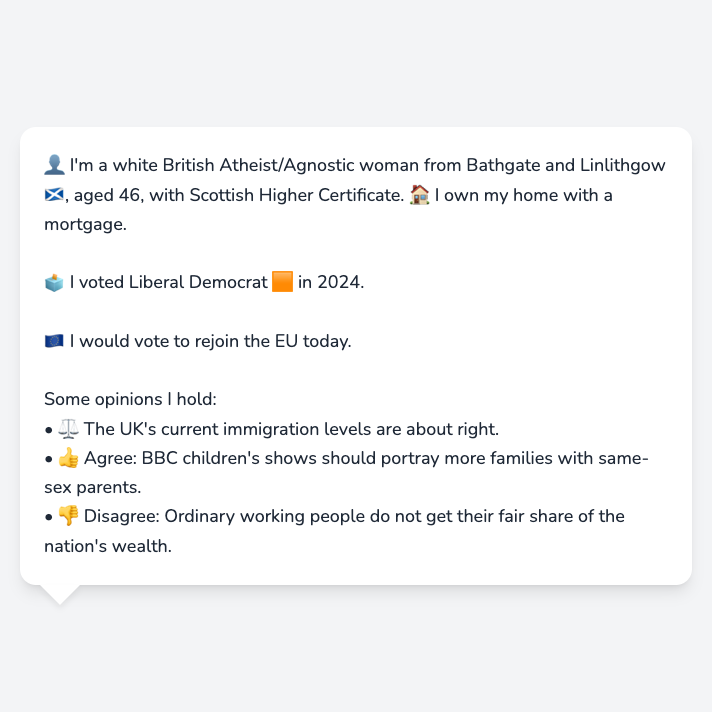 👤 I'm a white British Atheist/Agnostic woman from Bathgate and Linlithgow
🏴󠁧󠁢󠁳󠁣󠁴󠁿, aged 46, with Scottish Higher Certificate. 🏠 I own my home with a
mortgage.
🗳️ I voted Liberal Democrat 🟧 in 2024.
🇪🇺 I would vote to rejoin the EU today.
Some opinions I hold:
• ⚖️ The UK's current immigration levels are about right.
• 👍 Agree: BBC children's shows should portray more families with same-
sex parents.
• 👎 Disagree: Ordinary working people do not get their fair share of the
nation's wealth.